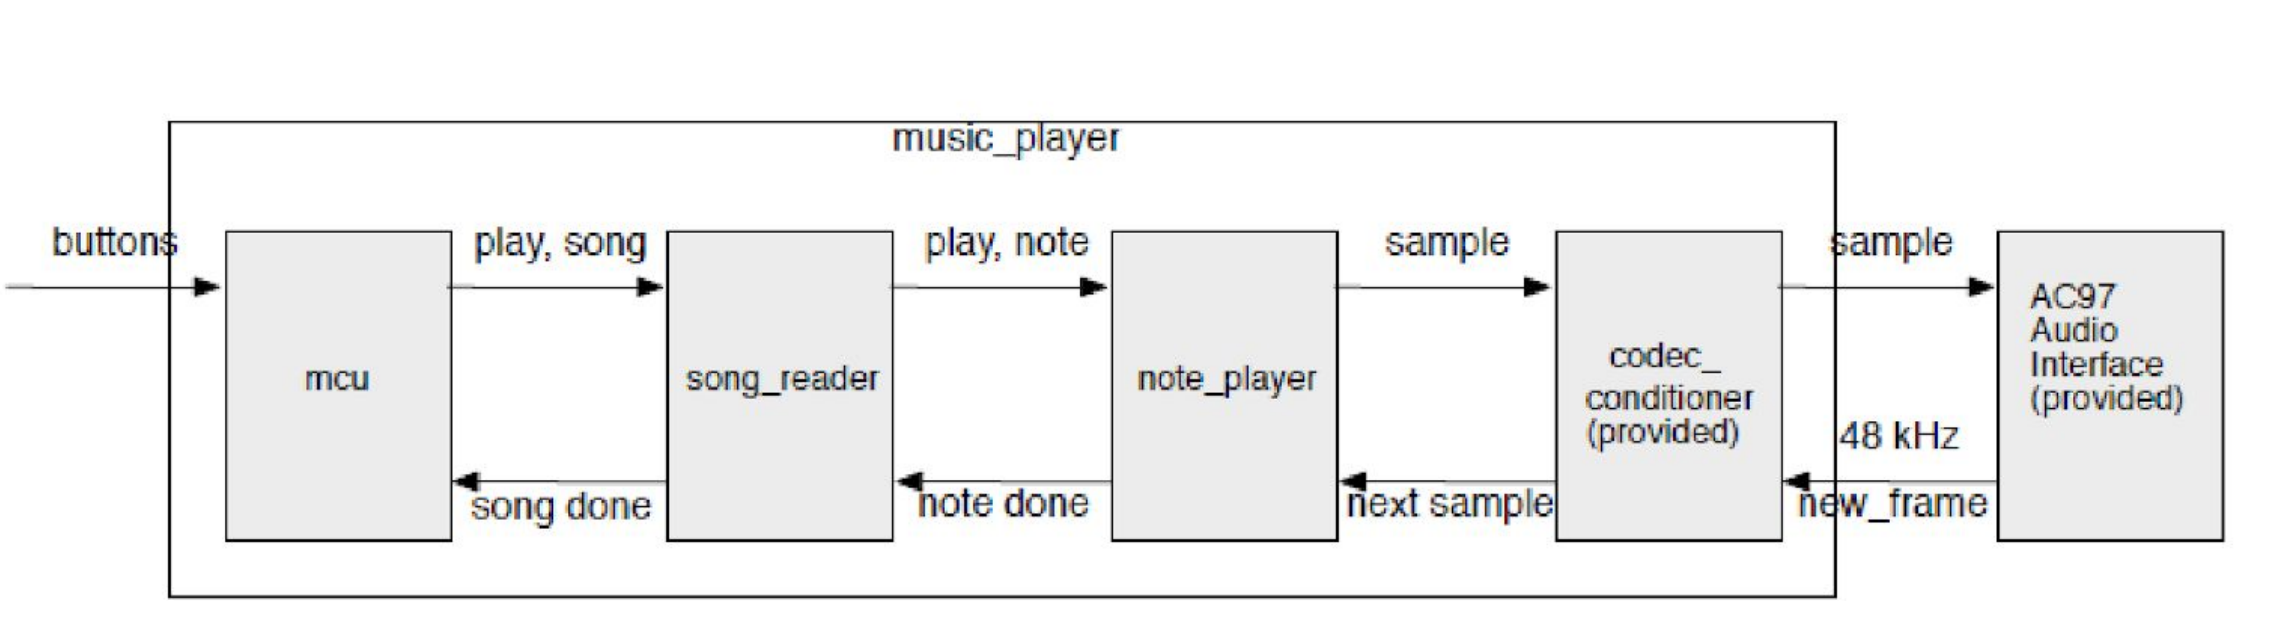 music_player
buttons
play, song
play, note
sample
sample
mcu
song_reader
note_player
codec_
conditioner
(provided)
AC97
Audio
Interface
(provided)
48 kHz
song done
note done
next sample
new_frame